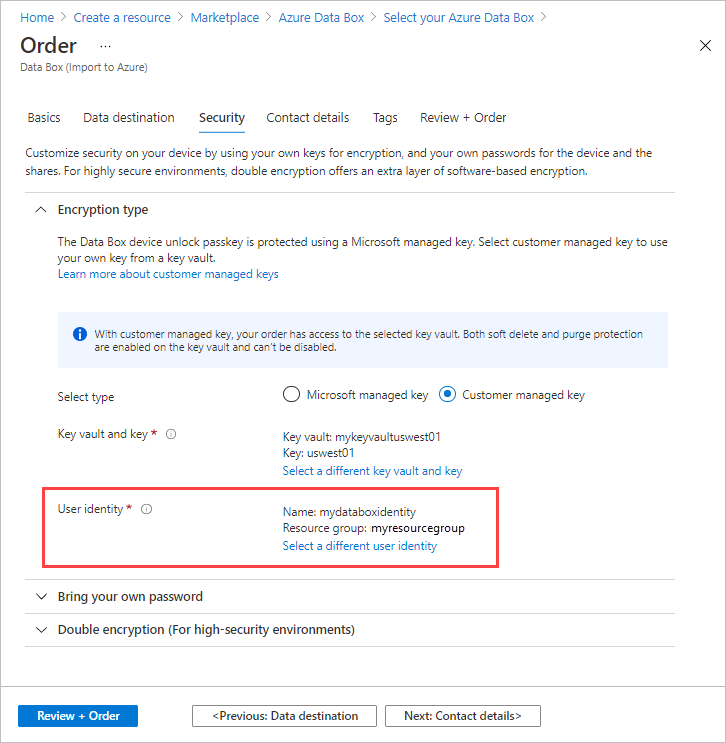 Home > Create a resource > Marketplace > Azure Data Box > Select your Azure Data Box >
Order ...
Data Box (Import to Azure)
Basics Data destination Security Contact details Tags Review + Order
Customize security on your device by using your own keys for encryption, and your own passwords for the device and the
shares. For highly secure environments, double encryption offers an extra layer of software-based encryption.
Encryption type
The Data Box device unlock passkey is protected using a Microsoft managed key. Select customer managed key to use
your own key from a key vault.
Learn more about customer managed keys
With customer managed key, your order has access to the selected key vault. Both soft delete and purge protection
are enabled on the key vault and can't be disabled.
Select type Microsoft managed key Customer managed key
Key vault and key * Key vault: mykeyvaultuswest01
Key: uswest01
Select a different key vault and key
User identity * Name: mydataboxidentity
Resource group: myresourcegroup
Select a different user identity
Bring your own password
Double encryption (For high-security environments)
Review + Order <Previous: Data destination Next: Contact details>